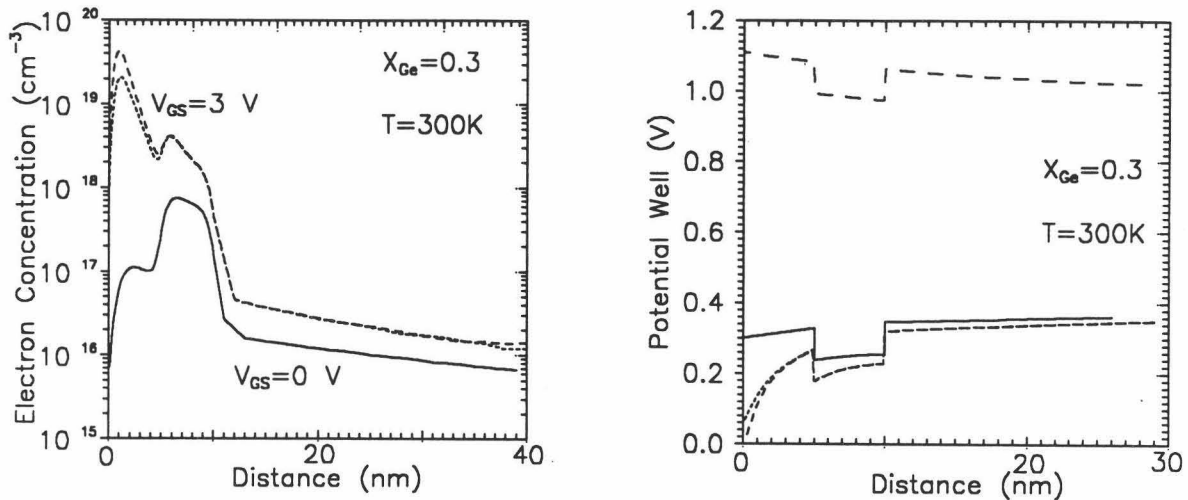 Electron Concentration (cm⁻³)
10 20
10 19
10 18
10 17
10 16
10 15
X_Ge=0.3
V_GS=3 V
T=300K
V_GS=0 V
0 20 40
Distance (nm)
Potential Well (V)
1.2
1.0
0.8
0.6
0.4
0.2
0.0
X_Ge=0.3
T=300K
0 10 20 30
Distance (nm)